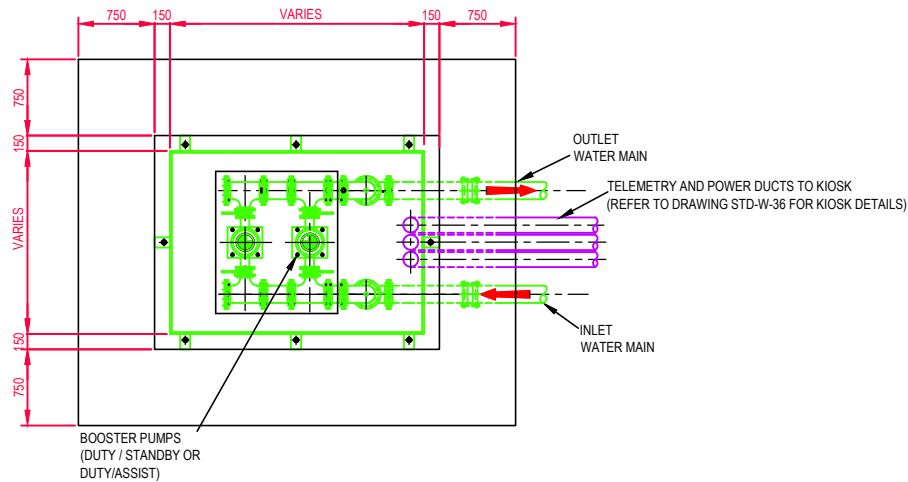 750
150
VARIES
150
750
750
150
VARIES
150
750
OUTLET
WATER MAIN
TELEMETRY AND POWER DUCTS TO KIOSK
(REFER TO DRAWING STD-W-36 FOR KIOSK DETAILS)
INLET
WATER MAIN
BOOSTER PUMPS
(DUTY / STANDBY OR
DUTY/ASSIST)